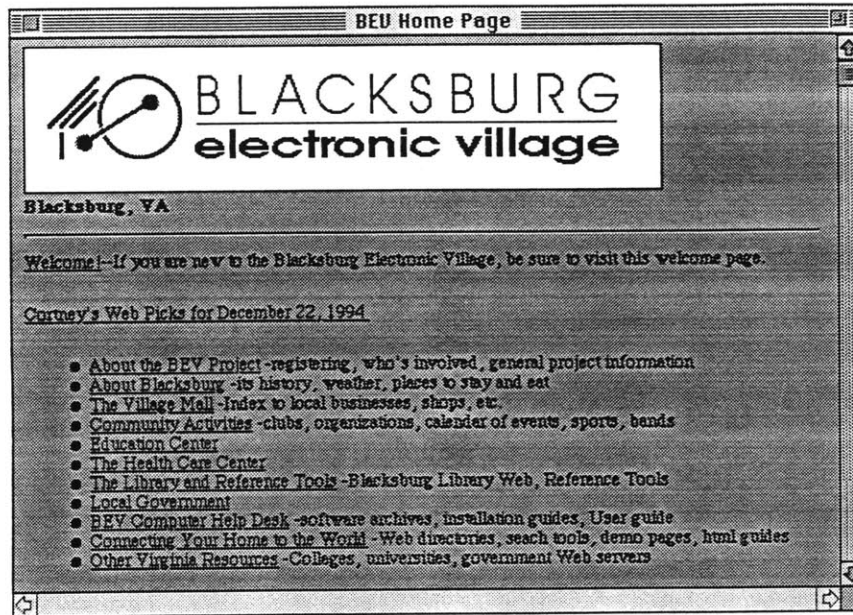 BEV Home Page
BLACKSBURG
electronic village
Blacksburg, VA
Welcome!--If you are new to the Blacksburg Electronic Village, be sure to visit this welcome page.
Cortney's Web Picks for December 22, 1994
About the BEV Project -registering, who's involved, general project information
About Blacksburg -its history, weather, places to stay and eat
The Village Mall -Index to local businesses, shops, etc.
Community Activities -clubs, organizations, calendar of events, sports, bands
Education Center
The Health Care Center
The Library and Reference Tools -Blacksburg Library Web, Reference Tools
Local Government
BEV Computer Help Desk -software archives, installation guides, User guide
Connecting Your Home to the World -Web directories, seach tools, demo pages, html guides
Other Virginia Resources -Colleges, universities, government Web servers